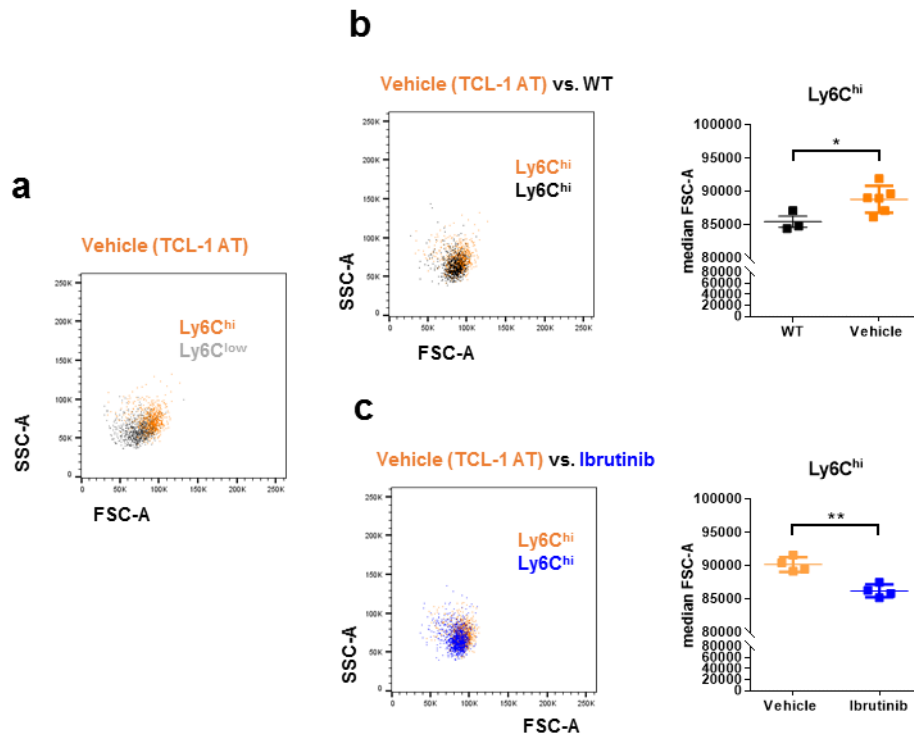 a
Vehicle (TCL-1 AT)
Ly6Chi
Ly6Clow
SSC-A
250K
200K
150K
100K
50K
0
0 50K 100K 150K 200K 250K
FSC-A
b
Vehicle (TCL-1 AT) vs. WT
Ly6Chi
Ly6Chi
SSC-A
250K
200K
150K
100K
50K
0
0 50K 100K 150K 200K 250K
FSC-A
Ly6Chi
median FSC-A
100000
95000
90000
85000
80000
80000
60000
40000
20000
0
*
WT Vehicle
c
Vehicle (TCL-1 AT) vs. Ibrutinib
Ly6Chi
Ly6Chi
SSC-A
250K
200K
150K
100K
50K
0
0 50K 100K 150K 200K 250K
FSC-A
Ly6Chi
median FSC-A
100000
95000
90000
85000
80000
80000
60000
40000
20000
0
**
Vehicle Ibrutinib